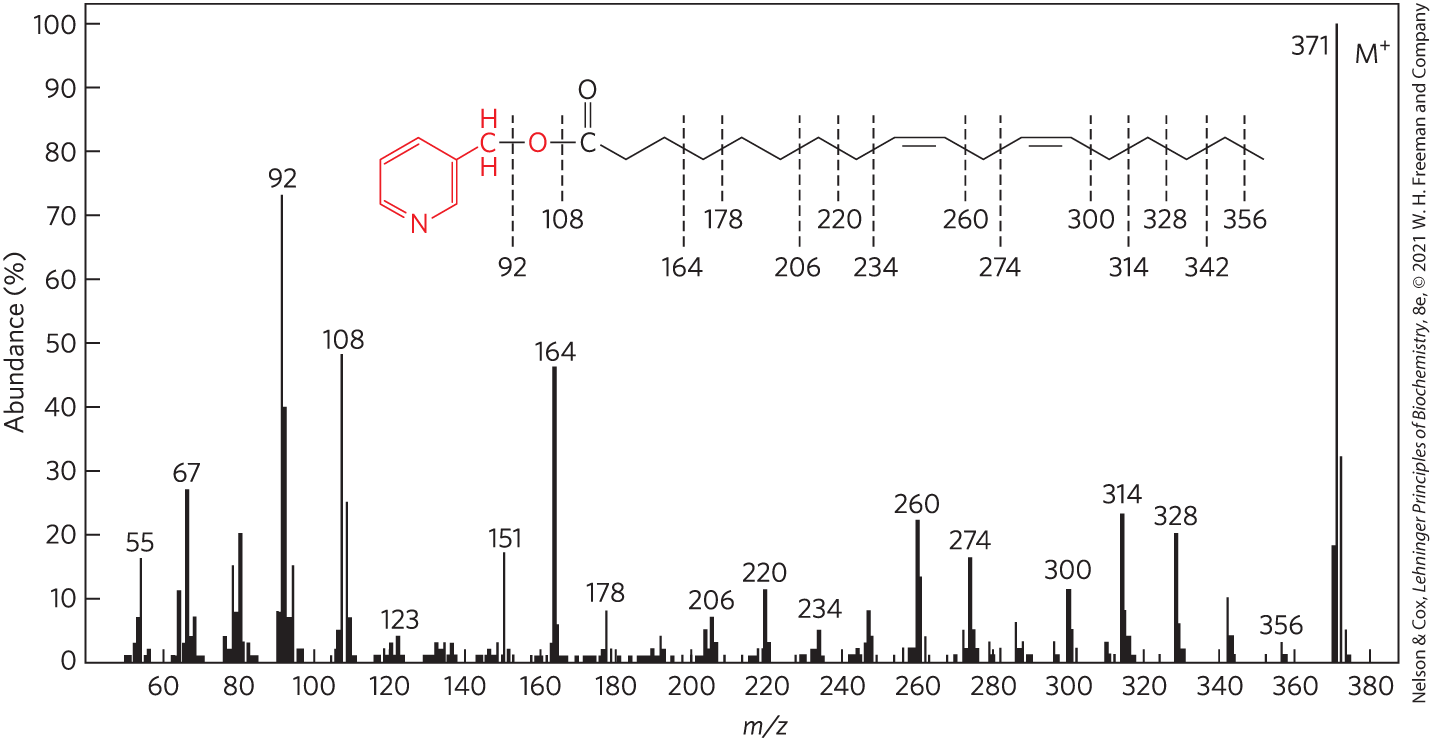 100
90
80
70
60
50
40
30
20
10
0
Abundance (%)
60 80 100 120 140 160 180 200 220 240 260 280 300 320 340 360 380
m/z
55
67
92
108
123
151
164
178
206
220
234
260
274
300
314
328
356
371 M+
O
H
C O C
H
N
108 178 220 260 300 328 356
92 164 206 234 274 314 342
Nelson & Cox, Lehninger Principles of Biochemistry, 8e, © 2021 W. H. Freeman and Company